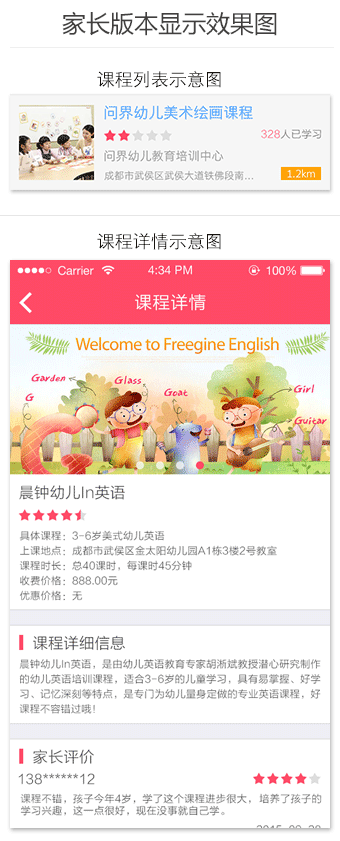 家长版本显示效果图
课程列表示意图
问界幼儿美术绘画课程
328人已学习
问界幼儿教育培训中心
成都市武侯区武侯大道铁佛段南...
1.2km
课程详情示意图
Carrier
4:34 PM
100%
课程详情
Welcome to Freegine English
Garden
Glass
Goat
Girl
G
Guitar
晨钟幼儿In英语
具体课程：3-6岁美式幼儿英语
上课地点：成都市武侯区金太阳幼儿园A1栋3楼2号教室
课程时长：总40课时，每课时45分钟
收费价格：888.00元
优惠价格：无
课程详细信息
晨钟幼儿In英语，是由幼儿英语教育专家胡淅斌教授潜心研究制作
的幼儿英语培训课程，适合3-6岁的儿童学习，具有易掌握、好学
习、记忆深刻等特点，是专门为幼儿量身定做的专业英语课程，好
课程不容错过哦！
家长评价
138******12
课程不错，孩子今年4岁，学了这个课程进步很大，培养了孩子的
学习兴趣，这一点很好，现在没事就自己学。